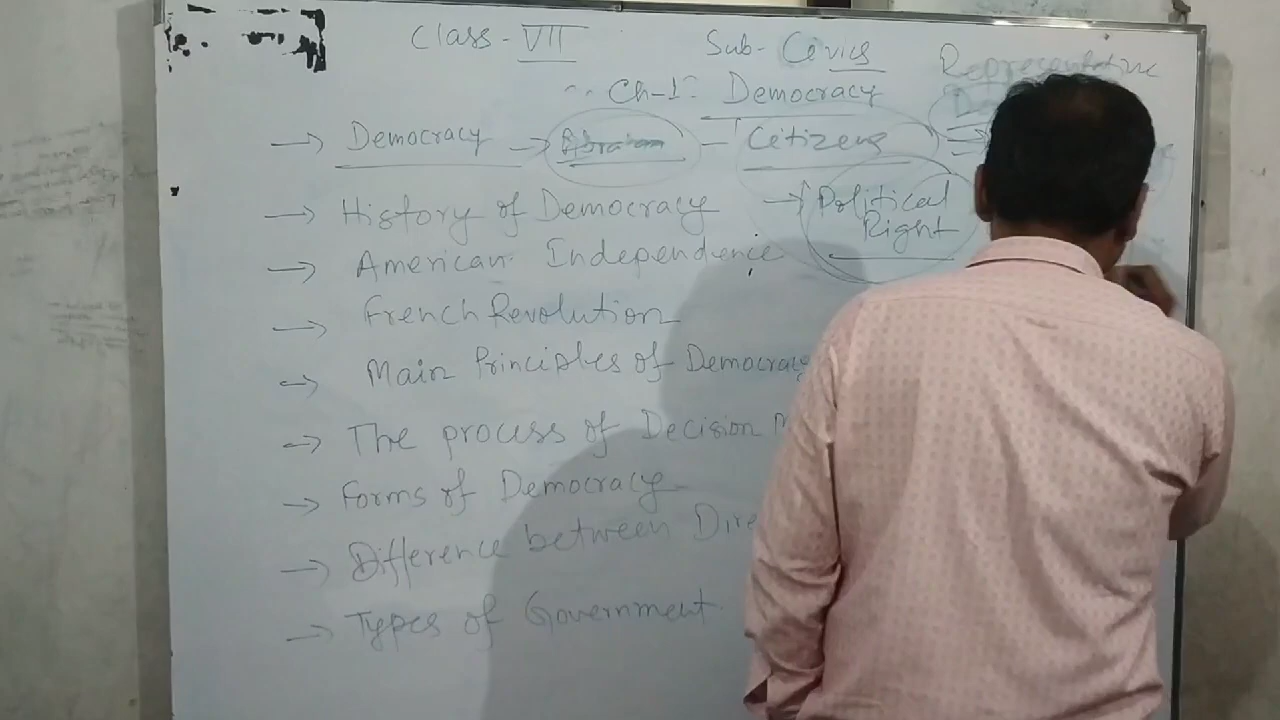 Class - VII Sub - Civics
Ch-1: Democracy
Representative
→ Democracy → Abraham — Citizens
→ History of Democracy → Political Right
→ American Independence
→ French Revolution
→ Main Principles of Democracy
→ The process of Decision M
→ Forms of Democracy
→ Difference between Dire
→ Types of Government